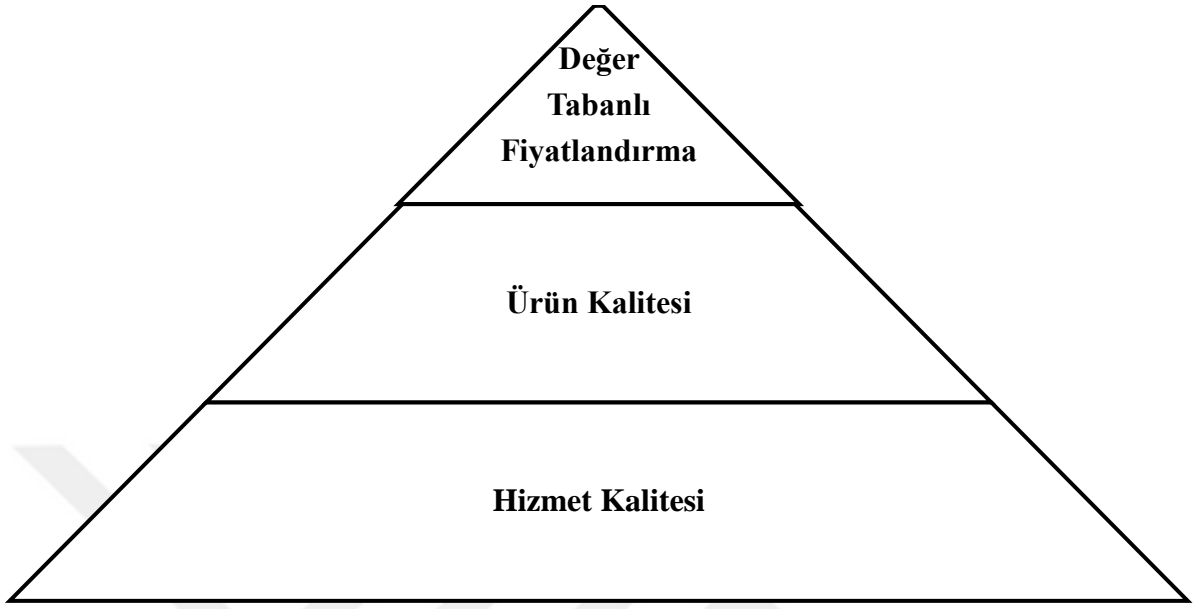 Değer
Tabanlı
Fiyatlandırma
Ürün Kalitesi
Hizmet Kalitesi